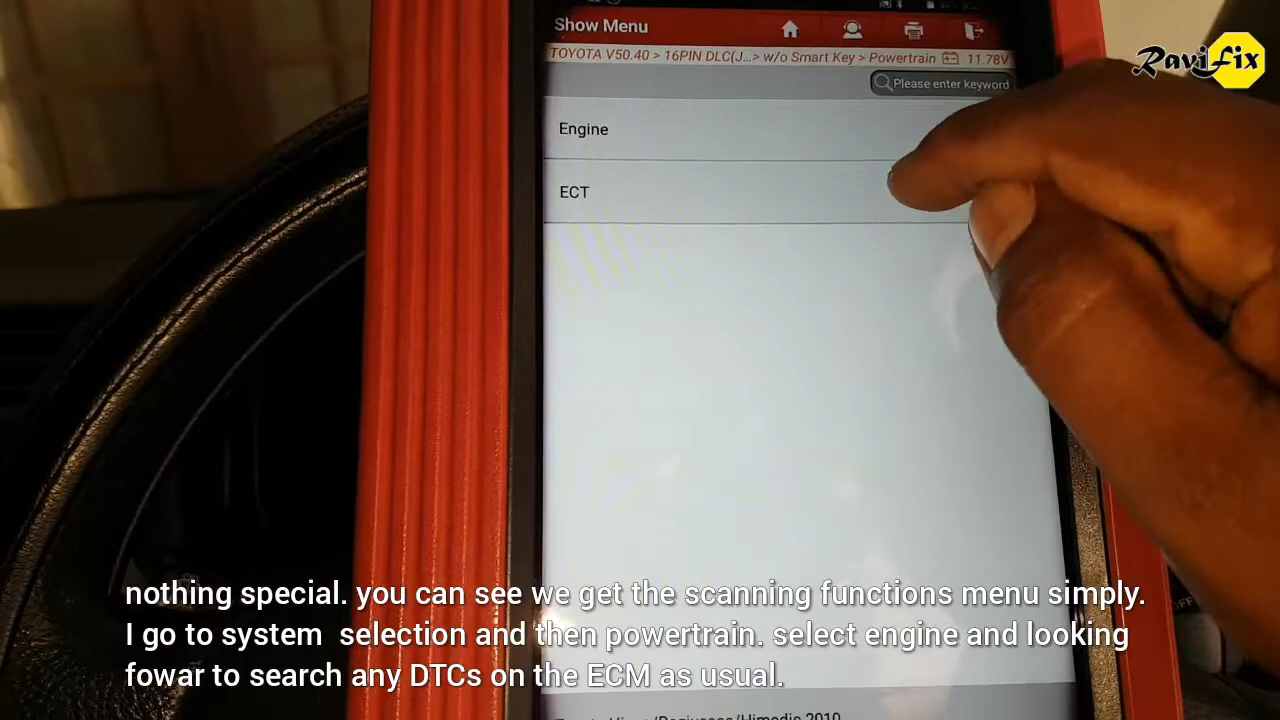 Show Menu
TOYOTA V50.40 > 16PIN DLC(J...> w/o Smart Key > Powertrain 11.78V
Please enter keyword
Engine
ECT
RaviFix
nothing special. you can see we get the scanning functions menu simply.
I go to system selection and then powertrain. select engine and looking
fowar to search any DTCs on the ECM as usual.
2010